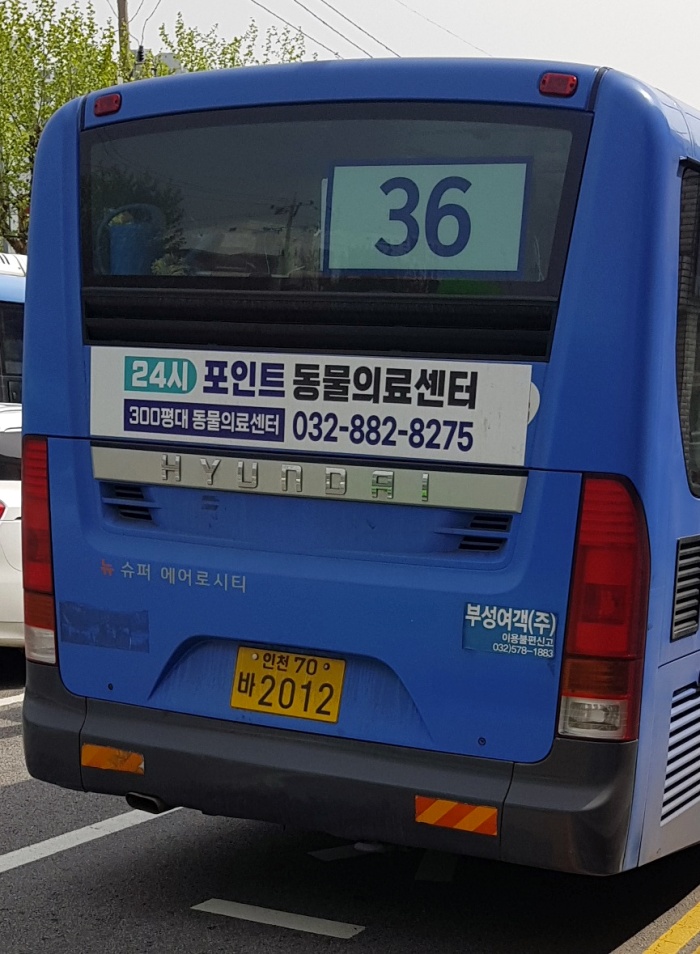 36
24시 포인트 동물의료센터
300평대 동물의료센터 032-882-8275
HYUNDAI
뉴 슈퍼 에어로시티
부성여객(주)
이용불편신고
032)578-1883
인천 70
바 2012